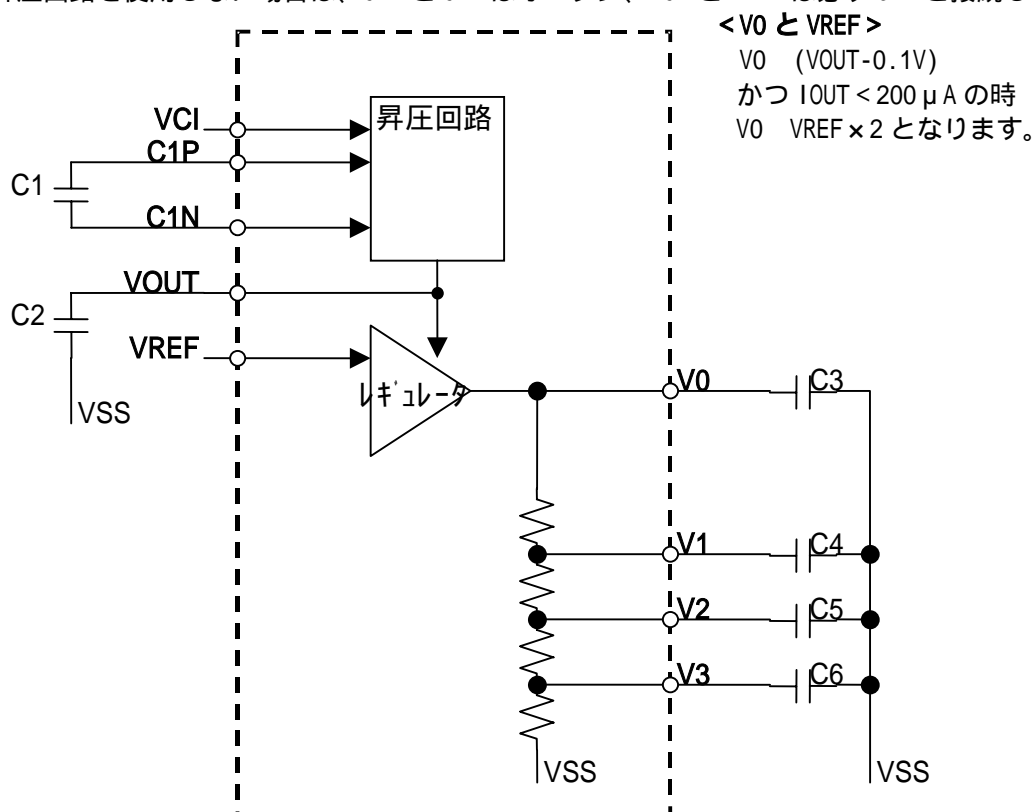 <V0 と VREF>
V0 (VOUT-0.1V)
かつ IOUT<200μA の時
V0 VREF×2 となります。
昇圧回路
VCI
C1P
C1
C1N
VOUT
C2
VREF
レギュレータ
VSS
V0
C3
V1
C4
V2
C5
V3
C6
VSS
VSS